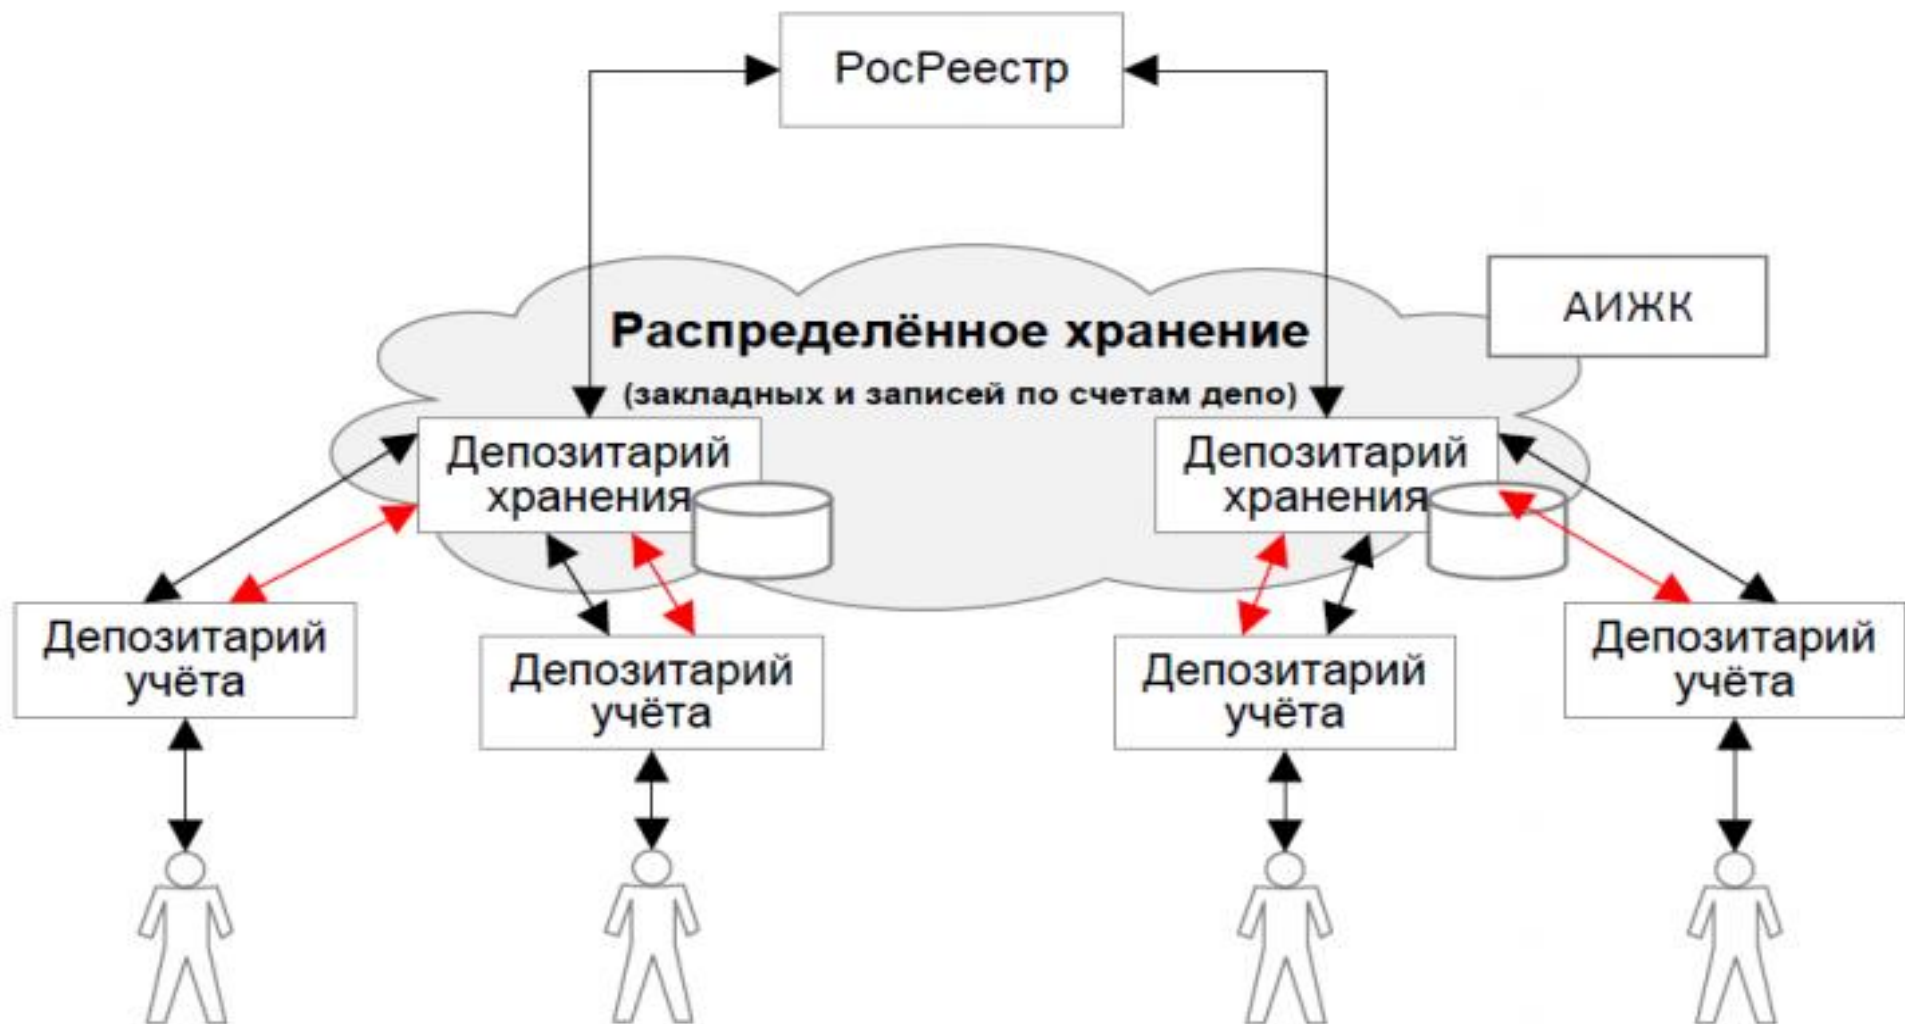 РосРеестр
АИЖК
Распределённое хранение
(закладных и записей по счетам депо)
Депозитарий
хранения
Депозитарий
хранения
Депозитарий
учёта
Депозитарий
учёта
Депозитарий
учёта
Депозитарий
учёта